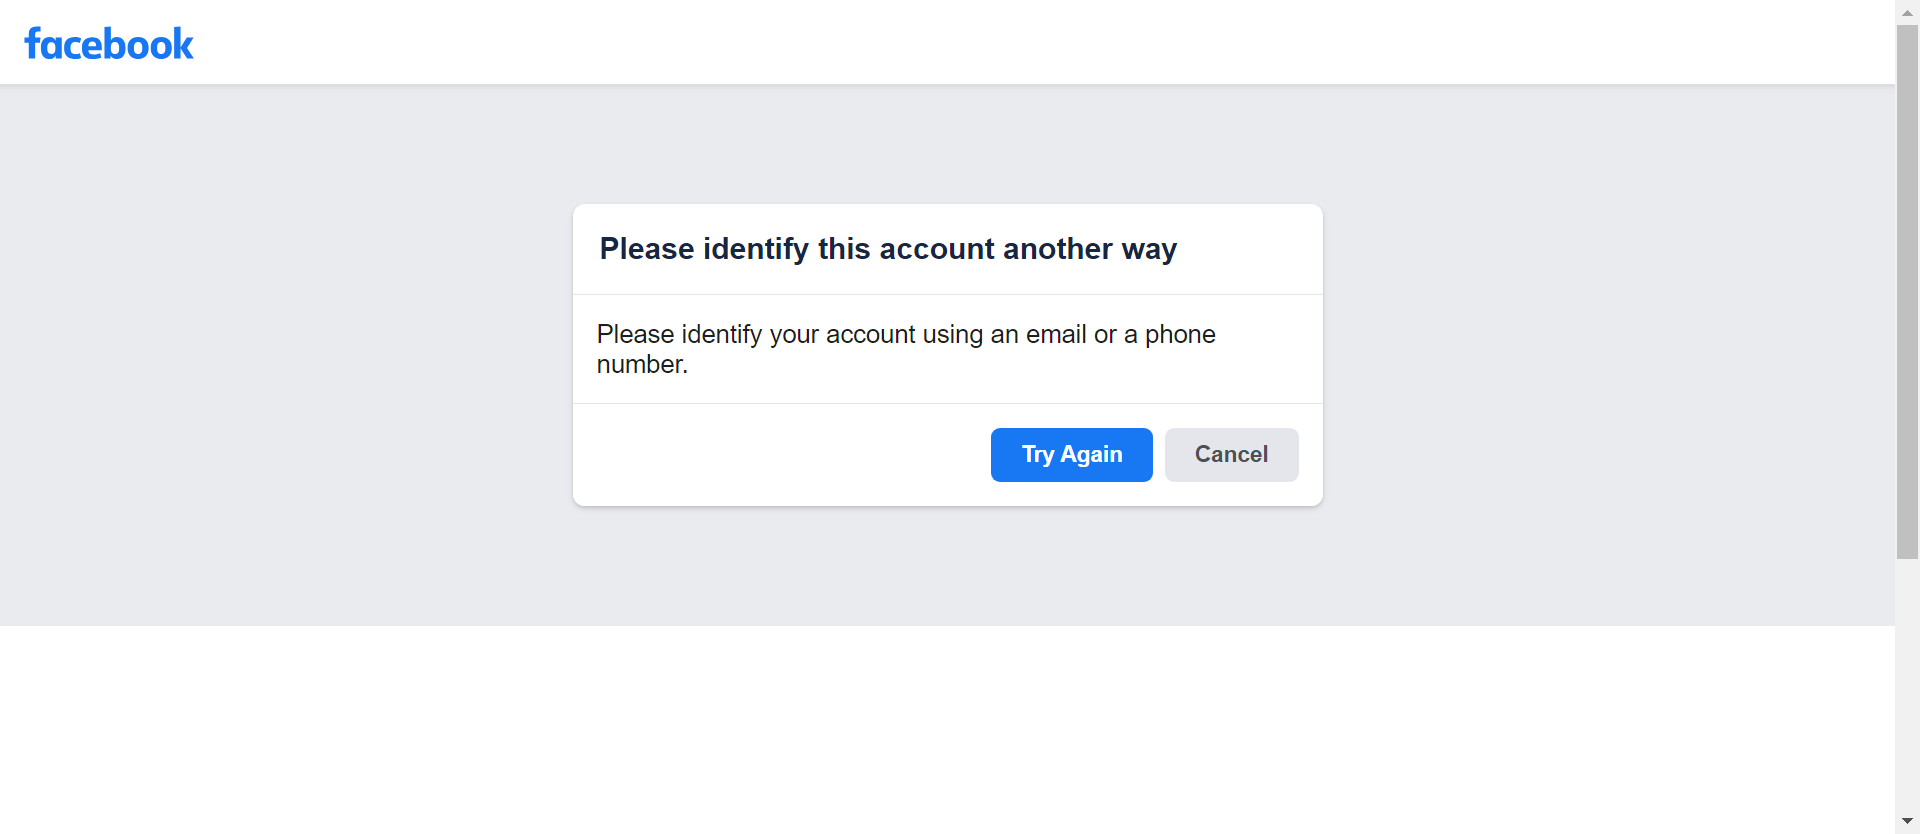 facebook
Please identify this account another way
Please identify your account using an email or a phone
number.
Try Again
Cancel